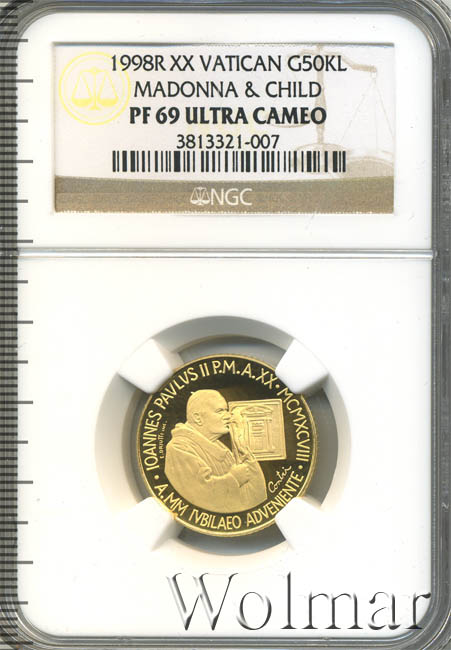 1998R XX VATICAN G50KL
MADONNA & CHILD
PF 69 ULTRA CAMEO
3813321-007
NGC
· IOANNES PAVLVS II P.M. A. XX · MCMXCVIII ·
A. MM IVBILAEO ADVENIENTE
Wolmar